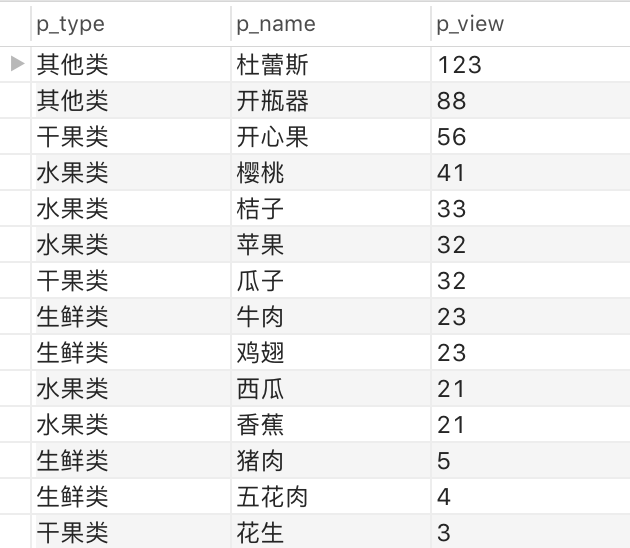 p_type p_name p_view
其他类 杜蕾斯 123
其他类 开瓶器 88
干果类 开心果 56
水果类 樱桃 41
水果类 桔子 33
水果类 苹果 32
干果类 瓜子 32
生鲜类 牛肉 23
生鲜类 鸡翅 23
水果类 西瓜 21
水果类 香蕉 21
生鲜类 猪肉 5
生鲜类 五花肉 4
干果类 花生 3